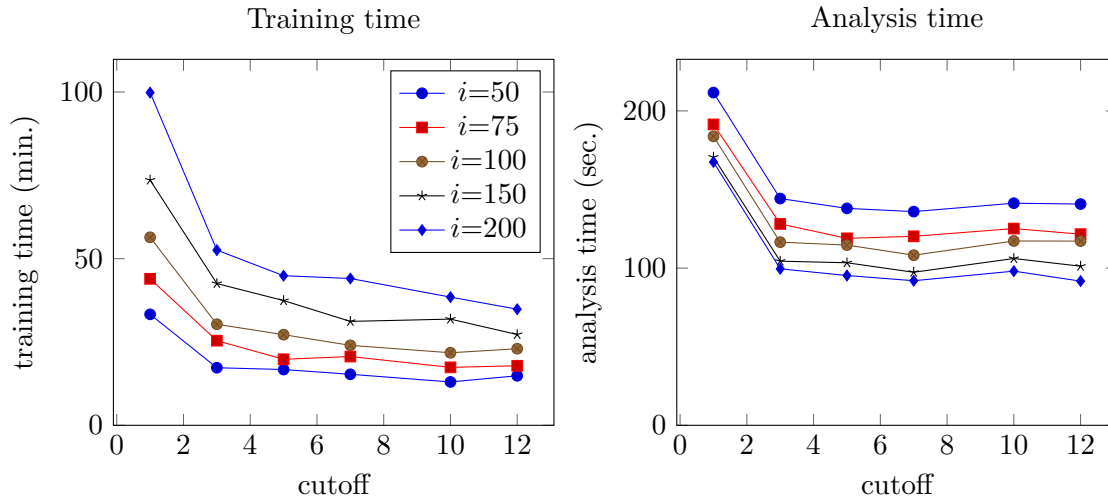 Training time
training time (min.)
100
50
0
0 2 4 6 8 10 12
cutoff
i=50
i=75
i=100
i=150
i=200
Analysis time
analysis time (sec.)
200
100
0
0 2 4 6 8 10 12
cutoff